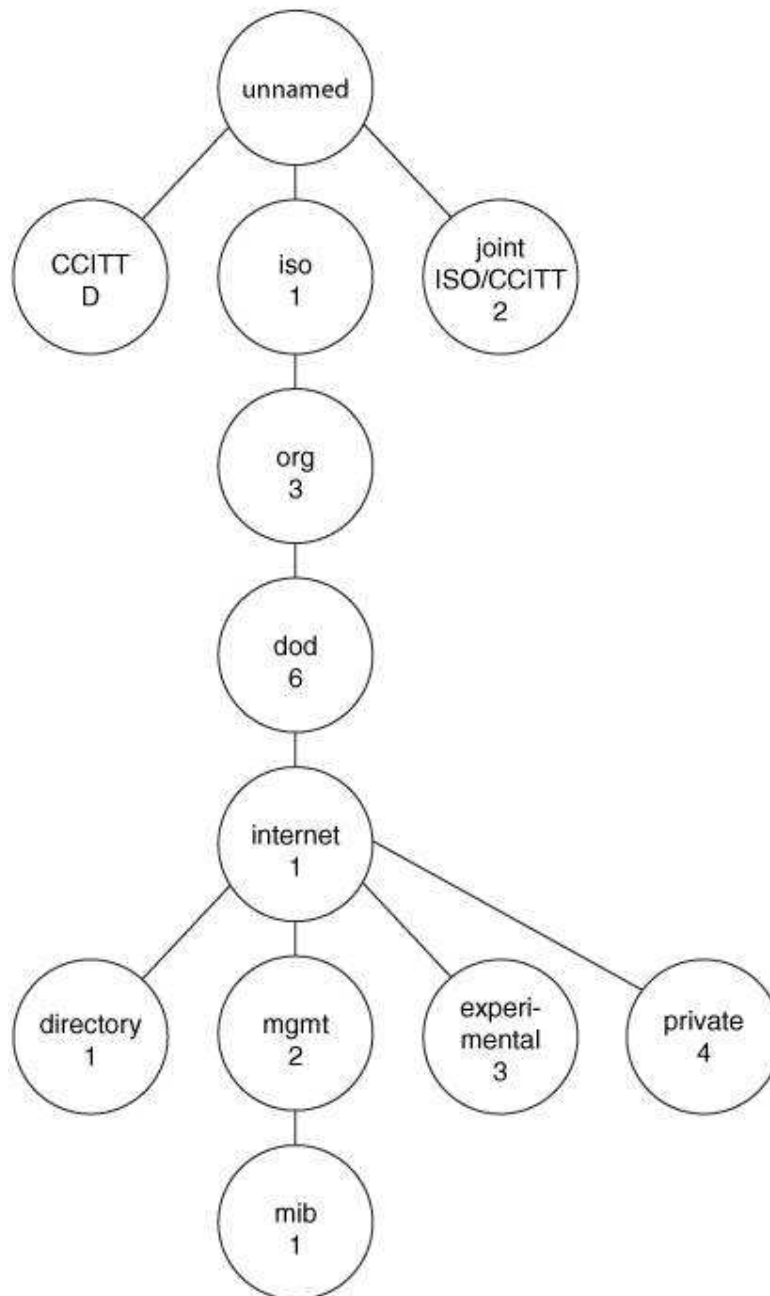 unnamed
CCITT
D
iso
1
joint
ISO/CCITT
2
org
3
dod
6
internet
1
directory
1
mgmt
2
experi-
mental
3
private
4
mib
1